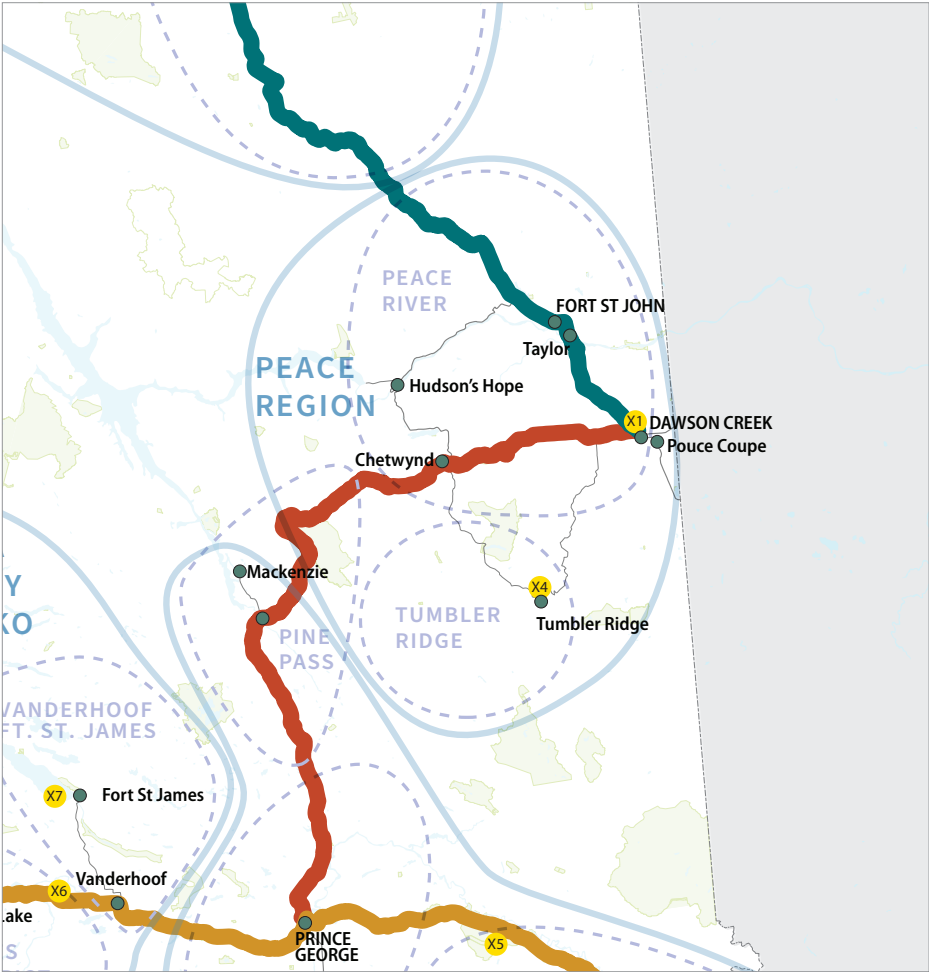 PEACE
RIVER
FORT ST JOHN
Taylor
PEACE
REGION
Hudson's Hope
X1
DAWSON CREEK
Pouce Coupe
Chetwynd
Mackenzie
X4
Tumbler Ridge
TUMBLER
RIDGE
PINE
PASS
Y
KO
VANDERHOOF
FT. ST. JAMES
X7
Fort St James
Vanderhoof
X6
Lake
PRINCE
GEORGE
X5
S